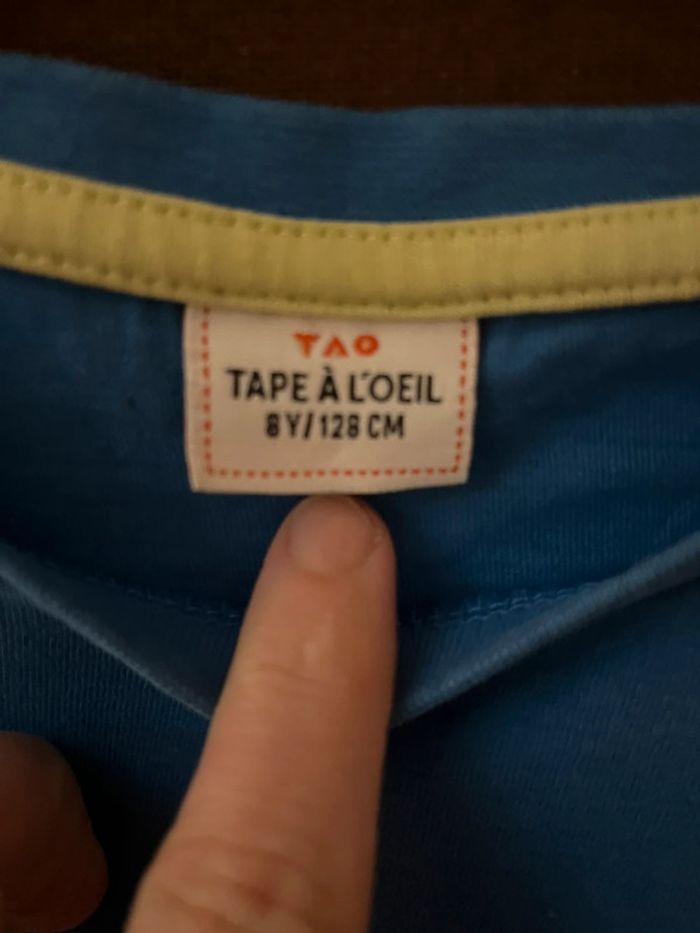 TAO
TAPE À L'OEIL
8Y/128 CM